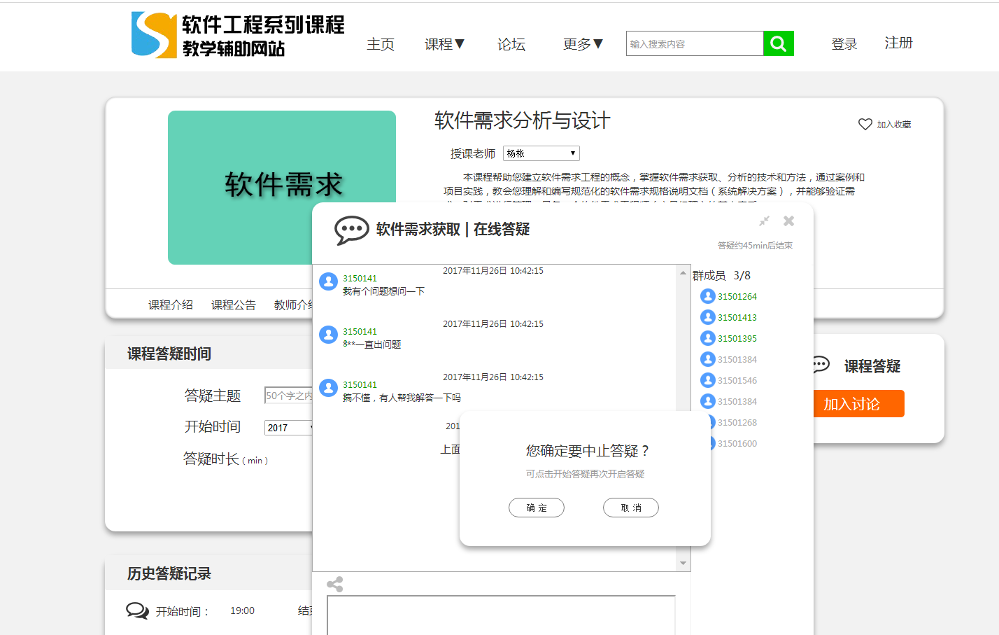 软件工程系列课程
教学辅助网站
主页 课程▼ 论坛 更多▼ 输入搜索内容 登录 注册
软件需求
软件需求分析与设计
加入收藏
授课老师 杨枨
本课程帮助您建立软件需求工程的概念，掌握软件需求获取、分析的技术和方法，通过案例和
项目实践，教会您理解和编写规范化的软件需求规格说明文档（系统解决方案），并能够验证需
课程介绍 课程公告 教师介绍
软件需求获取 | 在线答疑
答疑约45min后结束
2017年11月26日 10:42:15
3150141
我有个问题想问一下
2017年11月26日 10:42:15
3150141
**一直出问题
2017年11月26日 10:42:15
3150141
搞不懂，有人帮我解答一下吗
201
上面
群成员 3/8
31501264
31501413
31501395
31501384
31501546
31501384
31501268
31501600
您确定要中止答疑？
可点击开始答疑再次开启答疑
确 定 取 消
课程答疑时间
答疑主题 50个字之内
开始时间 2017
答疑时长（min）
课程答疑
加入讨论
历史答疑记录
开始时间： 19:00 结束